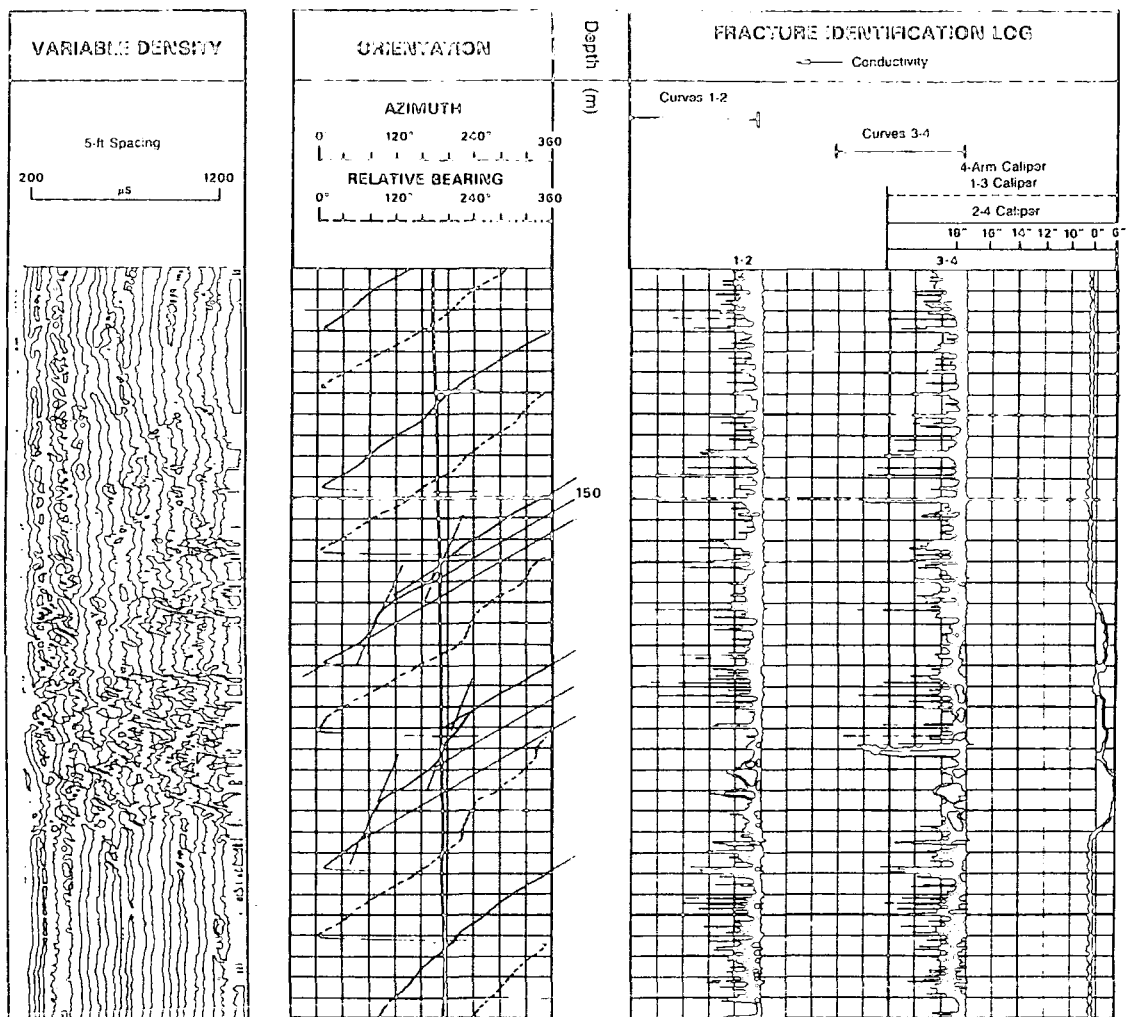 VARIABLE DENSITY
5-ft Spacing
200 1200
µS
ORIENTATION
AZIMUTH
0 120° 240° 360
RELATIVE BEARING
0° 120° 240° 360
Depth (m)
150
FRACTURE IDENTIFICATION LOG
Conductivity
Curves 1-2
Curves 3-4
4-Arm Caliper
1-3 Caliper
2-4 Caliper
16" 14" 12" 10"
1-2 3-4